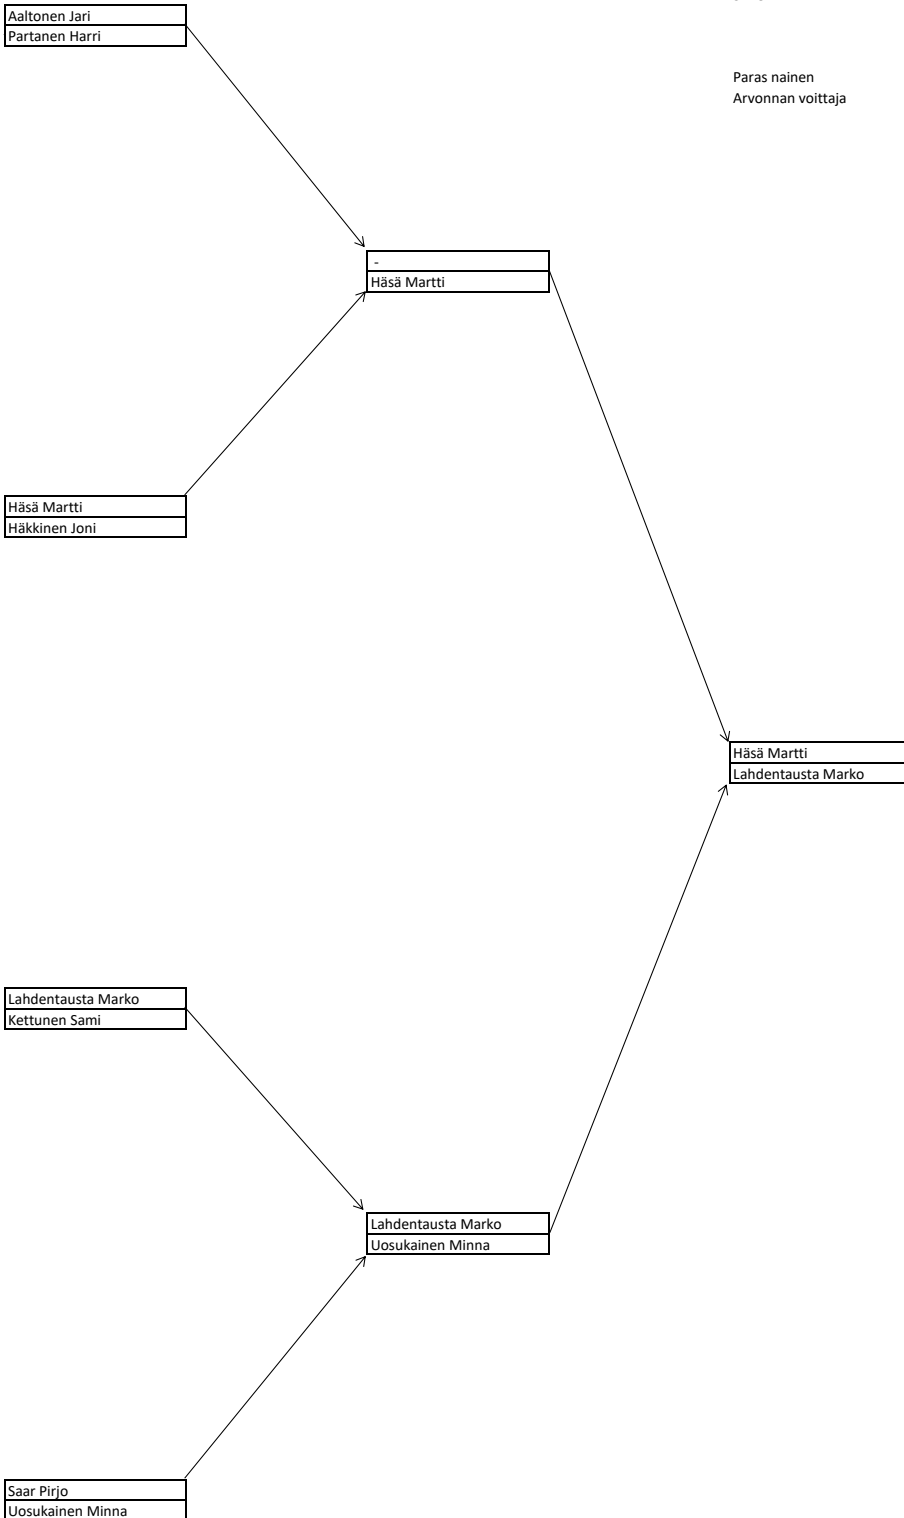 Aaltonen Jari
Partanen Harri
Paras nainen
Arvonnan voittaja
-
Häsä Martti
Häsä Martti
Häkkinen Joni
Häsä Martti
Lahdentausta Marko
Lahdentausta Marko
Kettunen Sami
Lahdentausta Marko
Uosukainen Minna
Saar Pirjo
Uosukainen Minna